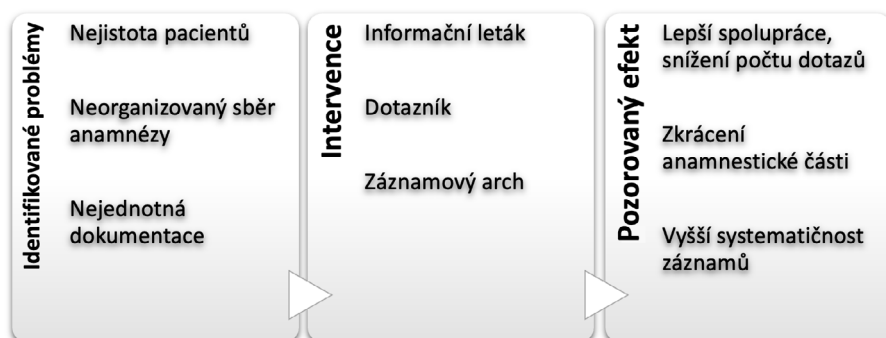 Identifikované problémy
Nejistota pacientů
Neorganizovaný sběr
anamnézy
Nejednotná
dokumentace
Intervence
Informační leták
Dotazník
Záznamový arch
Pozorovaný efekt
Lepší spolupráce,
snížení počtu dotazů
Zkrácení
anamnestické části
Vyšší systematičnost
záznamů